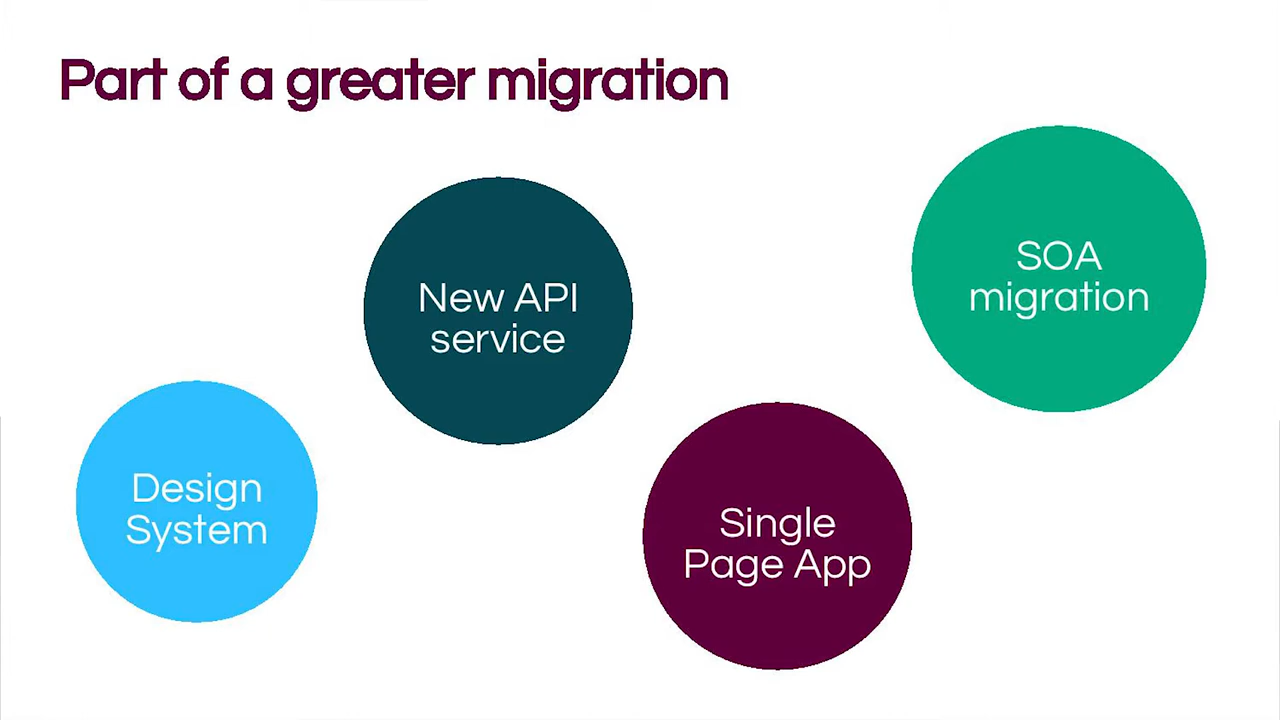 Part of a greater migration
New API
service
SOA
migration
Design
System
Single
Page App